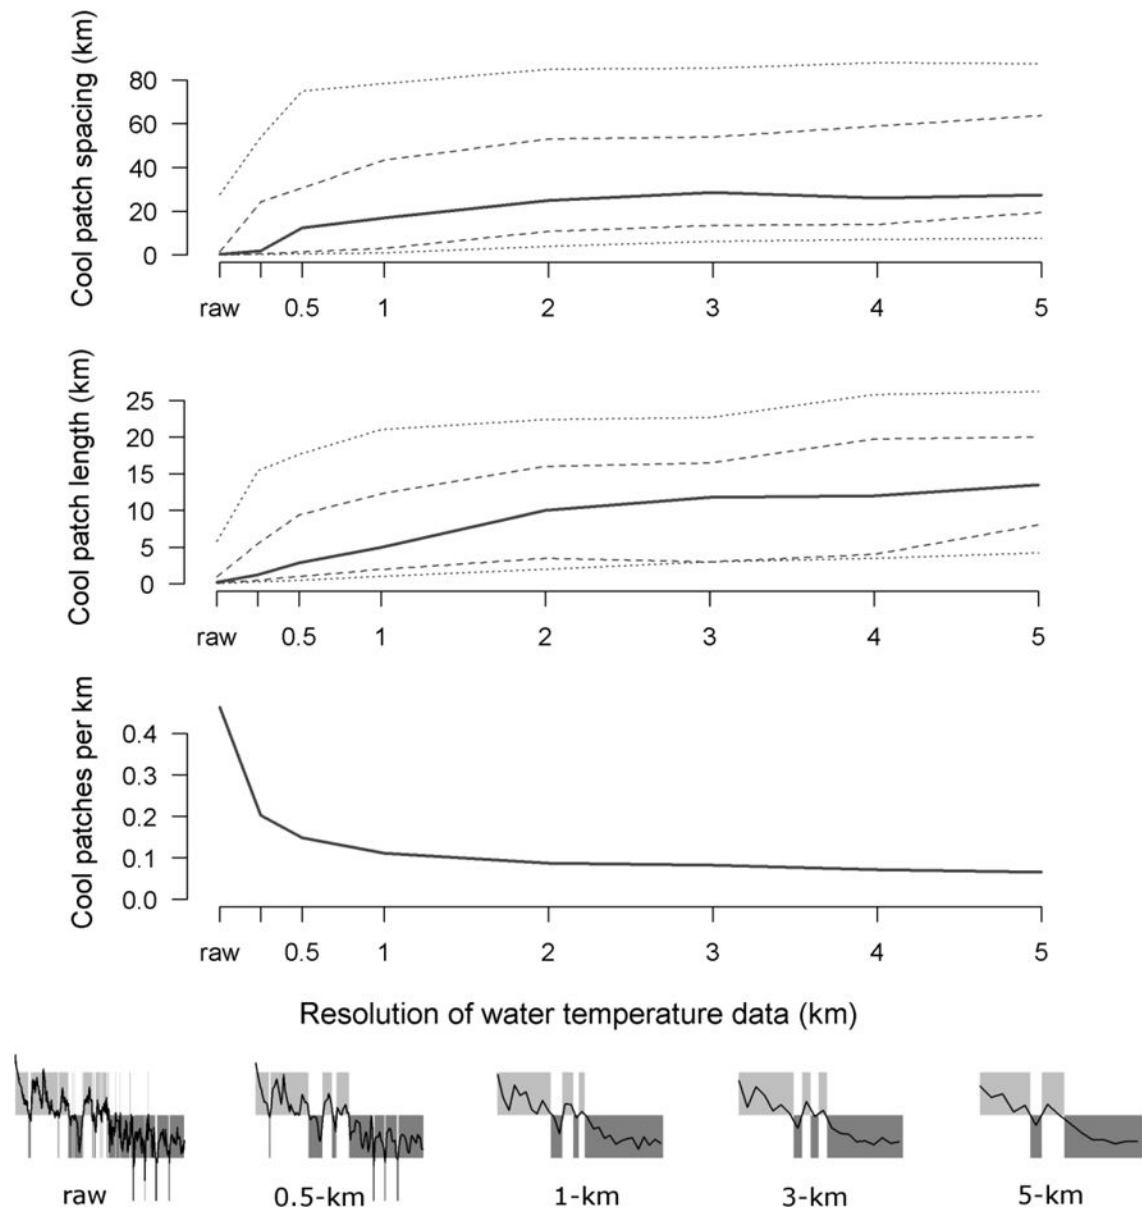 Cool patch spacing (km)
80
60
40
20
0
raw 0.5 1 2 3 4 5
Cool patch length (km)
25
20
15
10
5
0
raw 0.5 1 2 3 4 5
Cool patches per km
0.4
0.3
0.2
0.1
0.0
raw 0.5 1 2 3 4 5
Resolution of water temperature data (km)
raw 0.5-km 1-km 3-km 5-km